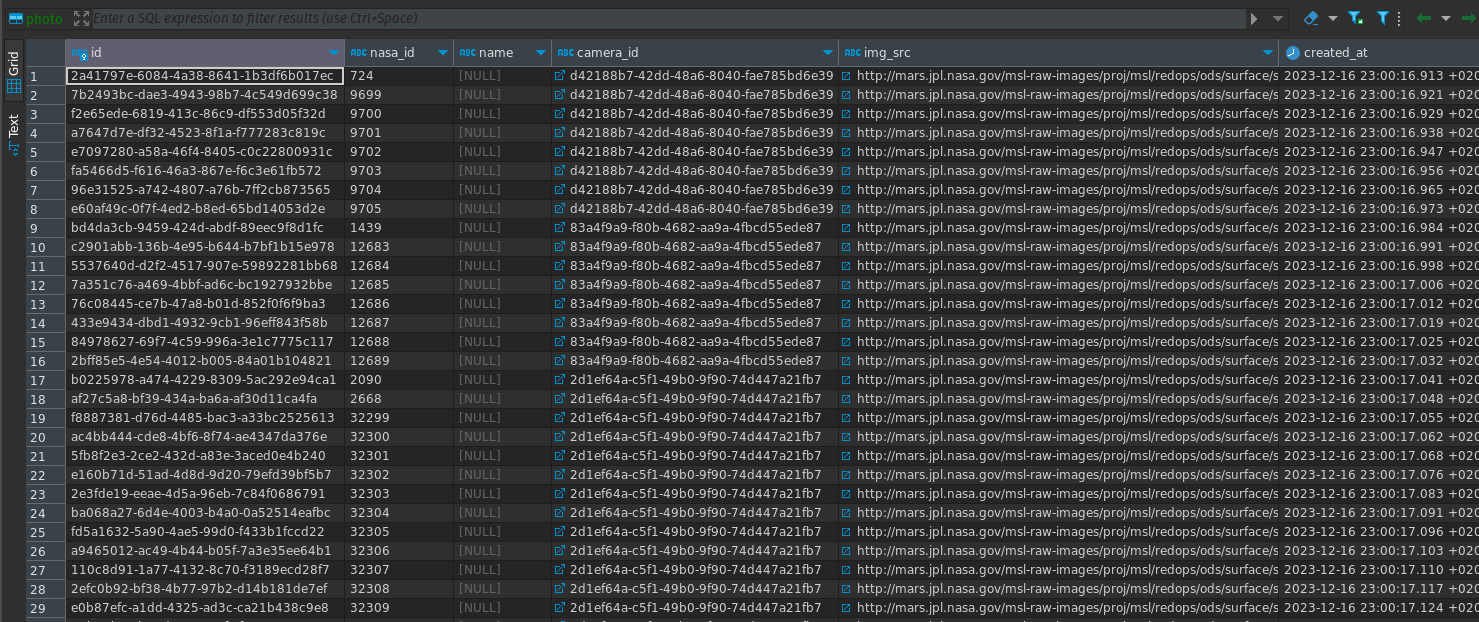 photo Enter a SQL expression to filter results (use Ctrl+Space)
Grid
Text
id nasa_id name camera_id img_src created_at
1 2a41797e-6084-4a38-8641-1b3df6b017ec 724 [NULL] d42188b7-42dd-48a6-8040-fae785bd6e39 http://mars.jpl.nasa.gov/msl-raw-images/proj/msl/redops/ods/surface/s 2023-12-16 23:00:16.913 +020
2 7b2493bc-dae3-4943-98b7-4c549d699c38 9699 [NULL] d42188b7-42dd-48a6-8040-fae785bd6e39 http://mars.jpl.nasa.gov/msl-raw-images/proj/msl/redops/ods/surface/s 2023-12-16 23:00:16.921 +020
3 f2e65ede-6819-413c-86c9-df553d05f32d 9700 [NULL] d42188b7-42dd-48a6-8040-fae785bd6e39 http://mars.jpl.nasa.gov/msl-raw-images/proj/msl/redops/ods/surface/s 2023-12-16 23:00:16.929 +020
4 a7647d7e-df32-4523-8f1a-f777283c819c 9701 [NULL] d42188b7-42dd-48a6-8040-fae785bd6e39 http://mars.jpl.nasa.gov/msl-raw-images/proj/msl/redops/ods/surface/s 2023-12-16 23:00:16.938 +020
5 e7097280-a58a-46f4-8405-c0c22800931c 9702 [NULL] d42188b7-42dd-48a6-8040-fae785bd6e39 http://mars.jpl.nasa.gov/msl-raw-images/proj/msl/redops/ods/surface/s 2023-12-16 23:00:16.947 +020
6 fa5466d5-f616-46a3-867e-f6c3e61fb572 9703 [NULL] d42188b7-42dd-48a6-8040-fae785bd6e39 http://mars.jpl.nasa.gov/msl-raw-images/proj/msl/redops/ods/surface/s 2023-12-16 23:00:16.956 +020
7 96e31525-a742-4807-a76b-7ff2cb873565 9704 [NULL] d42188b7-42dd-48a6-8040-fae785bd6e39 http://mars.jpl.nasa.gov/msl-raw-images/proj/msl/redops/ods/surface/s 2023-12-16 23:00:16.965 +020
8 e60af49c-0f7f-4ed2-b8ed-65bd14053d2e 9705 [NULL] d42188b7-42dd-48a6-8040-fae785bd6e39 http://mars.jpl.nasa.gov/msl-raw-images/proj/msl/redops/ods/surface/s 2023-12-16 23:00:16.973 +020
9 bd4da3cb-9459-424d-abdf-89eec9f8d1fc 1439 [NULL] 83a4f9a9-f80b-4682-aa9a-4fbcd55ede87 http://mars.jpl.nasa.gov/msl-raw-images/proj/msl/redops/ods/surface/s 2023-12-16 23:00:16.984 +020
10 c2901abb-136b-4e95-b644-b7bf1b15e978 12683 [NULL] 83a4f9a9-f80b-4682-aa9a-4fbcd55ede87 http://mars.jpl.nasa.gov/msl-raw-images/proj/msl/redops/ods/surface/s 2023-12-16 23:00:16.991 +020
11 5537640d-d2f2-4517-907e-59892281bb68 12684 [NULL] 83a4f9a9-f80b-4682-aa9a-4fbcd55ede87 http://mars.jpl.nasa.gov/msl-raw-images/proj/msl/redops/ods/surface/s 2023-12-16 23:00:16.998 +020
12 7a351c76-a469-4bbf-ad6c-bc1927932bbe 12685 [NULL] 83a4f9a9-f80b-4682-aa9a-4fbcd55ede87 http://mars.jpl.nasa.gov/msl-raw-images/proj/msl/redops/ods/surface/s 2023-12-16 23:00:17.006 +020
13 76c08445-ce7b-47a8-b01d-852f0f6f9ba3 12686 [NULL] 83a4f9a9-f80b-4682-aa9a-4fbcd55ede87 http://mars.jpl.nasa.gov/msl-raw-images/proj/msl/redops/ods/surface/s 2023-12-16 23:00:17.012 +020
14 433e9434-dbd1-4932-9cb1-96eff843f58b 12687 [NULL] 83a4f9a9-f80b-4682-aa9a-4fbcd55ede87 http://mars.jpl.nasa.gov/msl-raw-images/proj/msl/redops/ods/surface/s 2023-12-16 23:00:17.019 +020
15 84978627-69f7-4c59-996a-3e1c7775c117 12688 [NULL] 83a4f9a9-f80b-4682-aa9a-4fbcd55ede87 http://mars.jpl.nasa.gov/msl-raw-images/proj/msl/redops/ods/surface/s 2023-12-16 23:00:17.025 +020
16 2bff85e5-4e54-4012-b005-84a01b104821 12689 [NULL] 83a4f9a9-f80b-4682-aa9a-4fbcd55ede87 http://mars.jpl.nasa.gov/msl-raw-images/proj/msl/redops/ods/surface/s 2023-12-16 23:00:17.032 +020
17 b0225978-a474-4229-8309-5ac292e94ca1 2090 [NULL] 2d1ef64a-c5f1-49b0-9f90-74d447a21fb7 http://mars.jpl.nasa.gov/msl-raw-images/proj/msl/redops/ods/surface/s 2023-12-16 23:00:17.041 +020
18 af27c5a8-bf39-434a-ba6a-af30d11ca4fa 2668 [NULL] 2d1ef64a-c5f1-49b0-9f90-74d447a21fb7 http://mars.jpl.nasa.gov/msl-raw-images/proj/msl/redops/ods/surface/s 2023-12-16 23:00:17.048 +020
19 f8887381-d76d-4485-bac3-a33bc2525613 32299 [NULL] 2d1ef64a-c5f1-49b0-9f90-74d447a21fb7 http://mars.jpl.nasa.gov/msl-raw-images/proj/msl/redops/ods/surface/s 2023-12-16 23:00:17.055 +020
20 ac4bb444-cde8-4bf6-8f74-ae4347da376e 32300 [NULL] 2d1ef64a-c5f1-49b0-9f90-74d447a21fb7 http://mars.jpl.nasa.gov/msl-raw-images/proj/msl/redops/ods/surface/s 2023-12-16 23:00:17.062 +020
21 5fb8f2e3-2ce2-432d-a83e-3aced0e4b240 32301 [NULL] 2d1ef64a-c5f1-49b0-9f90-74d447a21fb7 http://mars.jpl.nasa.gov/msl-raw-images/proj/msl/redops/ods/surface/s 2023-12-16 23:00:17.068 +020
22 e160b71d-51ad-4d8d-9d20-79efd39bf5b7 32302 [NULL] 2d1ef64a-c5f1-49b0-9f90-74d447a21fb7 http://mars.jpl.nasa.gov/msl-raw-images/proj/msl/redops/ods/surface/s 2023-12-16 23:00:17.076 +020
23 2e3fde19-eeae-4d5a-96eb-7c84f0686791 32303 [NULL] 2d1ef64a-c5f1-49b0-9f90-74d447a21fb7 http://mars.jpl.nasa.gov/msl-raw-images/proj/msl/redops/ods/surface/s 2023-12-16 23:00:17.083 +020
24 ba068a27-6d4e-4003-b4a0-0a52514eafbc 32304 [NULL] 2d1ef64a-c5f1-49b0-9f90-74d447a21fb7 http://mars.jpl.nasa.gov/msl-raw-images/proj/msl/redops/ods/surface/s 2023-12-16 23:00:17.091 +020
25 fd5a1632-5a90-4ae5-99d0-f433b1fccd22 32305 [NULL] 2d1ef64a-c5f1-49b0-9f90-74d447a21fb7 http://mars.jpl.nasa.gov/msl-raw-images/proj/msl/redops/ods/surface/s 2023-12-16 23:00:17.096 +020
26 a9465012-ac49-4b44-b05f-7a3e35ee64b1 32306 [NULL] 2d1ef64a-c5f1-49b0-9f90-74d447a21fb7 http://mars.jpl.nasa.gov/msl-raw-images/proj/msl/redops/ods/surface/s 2023-12-16 23:00:17.103 +020
27 110c8d91-1a77-4132-8c70-f3189ecd28f7 32307 [NULL] 2d1ef64a-c5f1-49b0-9f90-74d447a21fb7 http://mars.jpl.nasa.gov/msl-raw-images/proj/msl/redops/ods/surface/s 2023-12-16 23:00:17.110 +020
28 2efc0b92-bf38-4b77-97b2-d14b181de7ef 32308 [NULL] 2d1ef64a-c5f1-49b0-9f90-74d447a21fb7 http://mars.jpl.nasa.gov/msl-raw-images/proj/msl/redops/ods/surface/s 2023-12-16 23:00:17.117 +020
29 e0b87efc-a1dd-4325-ad3c-ca21b438c9e8 32309 [NULL] 2d1ef64a-c5f1-49b0-9f90-74d447a21fb7 http://mars.jpl.nasa.gov/msl-raw-images/proj/msl/redops/ods/surface/s 2023-12-16 23:00:17.124 +020